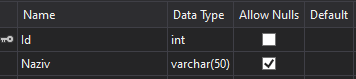 Name Data Type Allow Nulls Default
Id int
Naziv varchar(50)